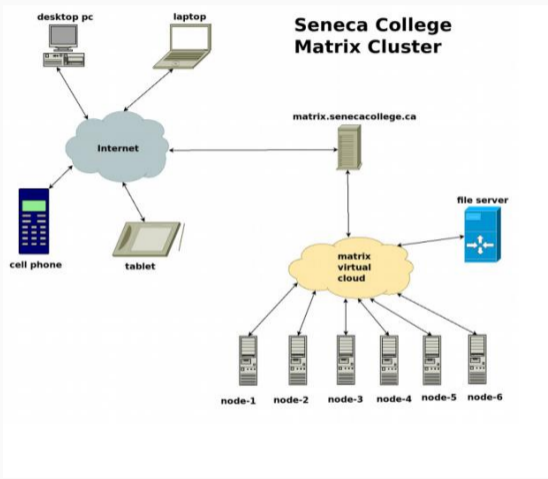 desktop pc
laptop
Seneca College
Matrix Cluster
matrix.senecacollege.ca
Internet
file server
cell phone
tablet
matrix
virtual
cloud
node-1
node-2
node-3
node-4
node-5
node-6